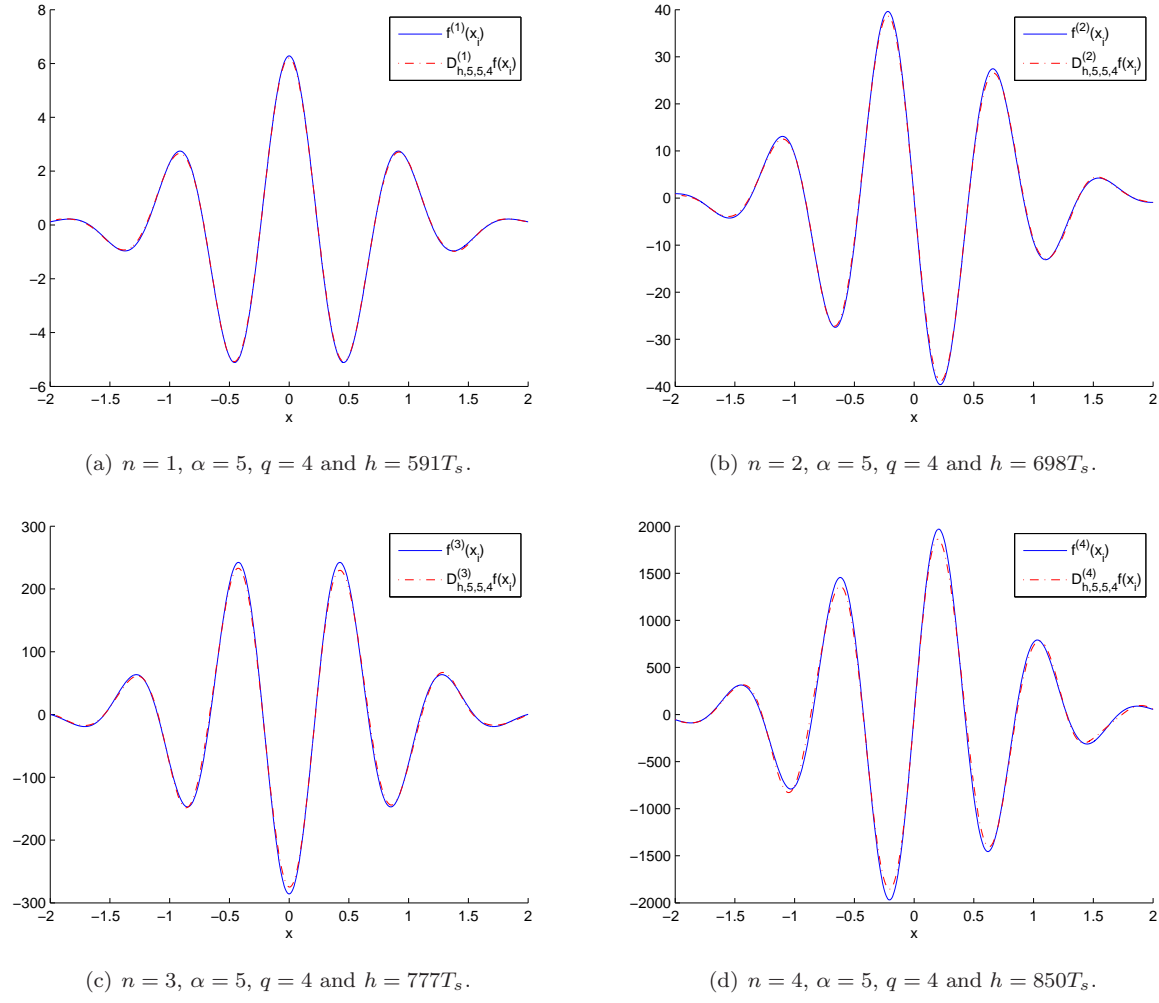 8
6
4
2
0
−2
−4
−6
−2 −1.5 −1 −0.5 0 0.5 1 1.5 2
x
f^(1)(x_i)
D^(1)_{h,5,5,4}f(x_i)
(a) n = 1, α = 5, q = 4 and h = 591T_s.
40
30
20
10
0
−10
−20
−30
−40
−2 −1.5 −1 −0.5 0 0.5 1 1.5 2
x
f^(2)(x_i)
D^(2)_{h,5,5,4}f(x_i)
(b) n = 2, α = 5, q = 4 and h = 698T_s.
300
200
100
0
−100
−200
−300
−2 −1.5 −1 −0.5 0 0.5 1 1.5 2
x
f^(3)(x_i)
D^(3)_{h,5,5,4}f(x_i)
(c) n = 3, α = 5, q = 4 and h = 777T_s.
2000
1500
1000
500
0
−500
−1000
−1500
−2000
−2 −1.5 −1 −0.5 0 0.5 1 1.5 2
x
f^(4)(x_i)
D^(4)_{h,5,5,4}f(x_i)
(d) n = 4, α = 5, q = 4 and h = 850T_s.